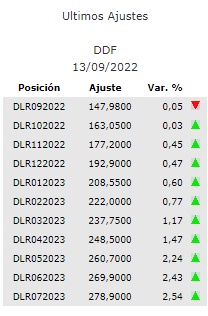 Ultimos Ajustes
DDF
13/09/2022
Posición Ajuste Var. %
DLR092022 147,9800 0,05
DLR102022 163,0500 0,03
DLR112022 177,2000 0,45
DLR122022 192,9000 0,47
DLR012023 208,5500 0,60
DLR022023 222,0000 0,77
DLR032023 237,7500 1,17
DLR042023 248,5000 1,47
DLR052023 260,7000 2,24
DLR062023 269,9000 2,43
DLR072023 278,9000 2,54